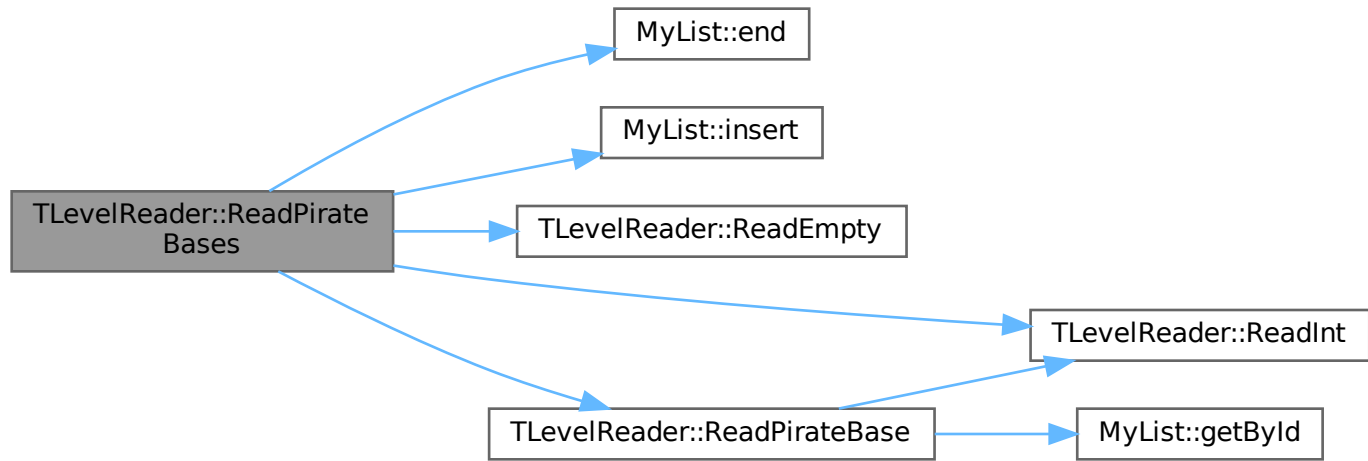 MyList::end
MyList::insert
TLevelReader::ReadPirate
Bases
TLevelReader::ReadEmpty
TLevelReader::ReadInt
TLevelReader::ReadPirateBase
MyList::getById